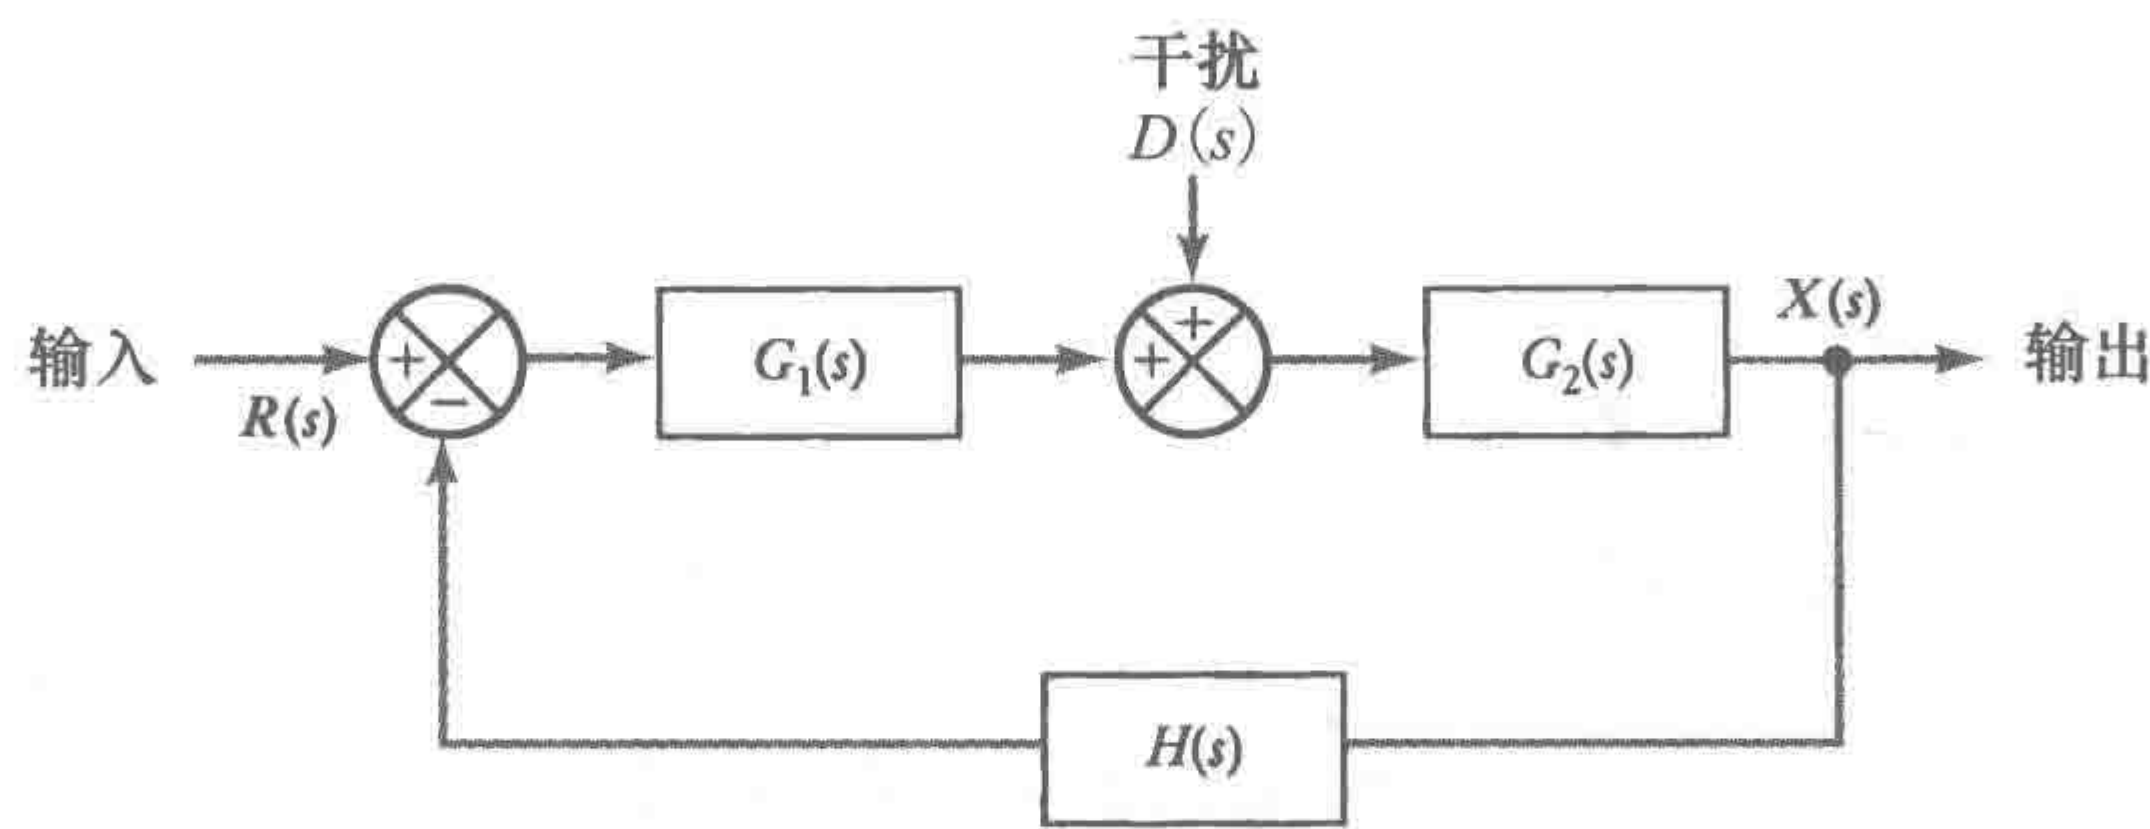 干扰
D(s)
输入
R(s)
+
−
G₁(s)
+
+
G₂(s)
X(s)
输出
H(s)